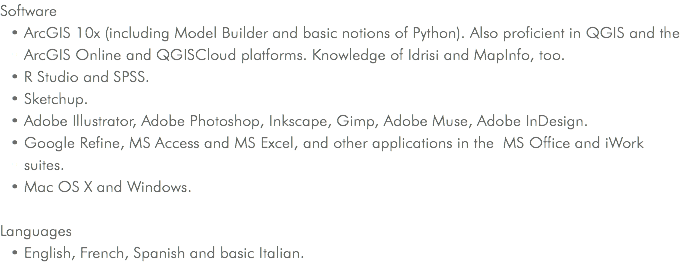 Software
• ArcGIS 10x (including Model Builder and basic notions of Python). Also proficient in QGIS and the
ArcGIS Online and QGISCloud platforms. Knowledge of Idrisi and MapInfo, too.
• R Studio and SPSS.
• Sketchup.
• Adobe Illustrator, Adobe Photoshop, Inkscape, Gimp, Adobe Muse, Adobe InDesign.
• Google Refine, MS Access and MS Excel, and other applications in the  MS Office and iWork
suites.
• Mac OS X and Windows.
Languages
• English, French, Spanish and basic Italian.